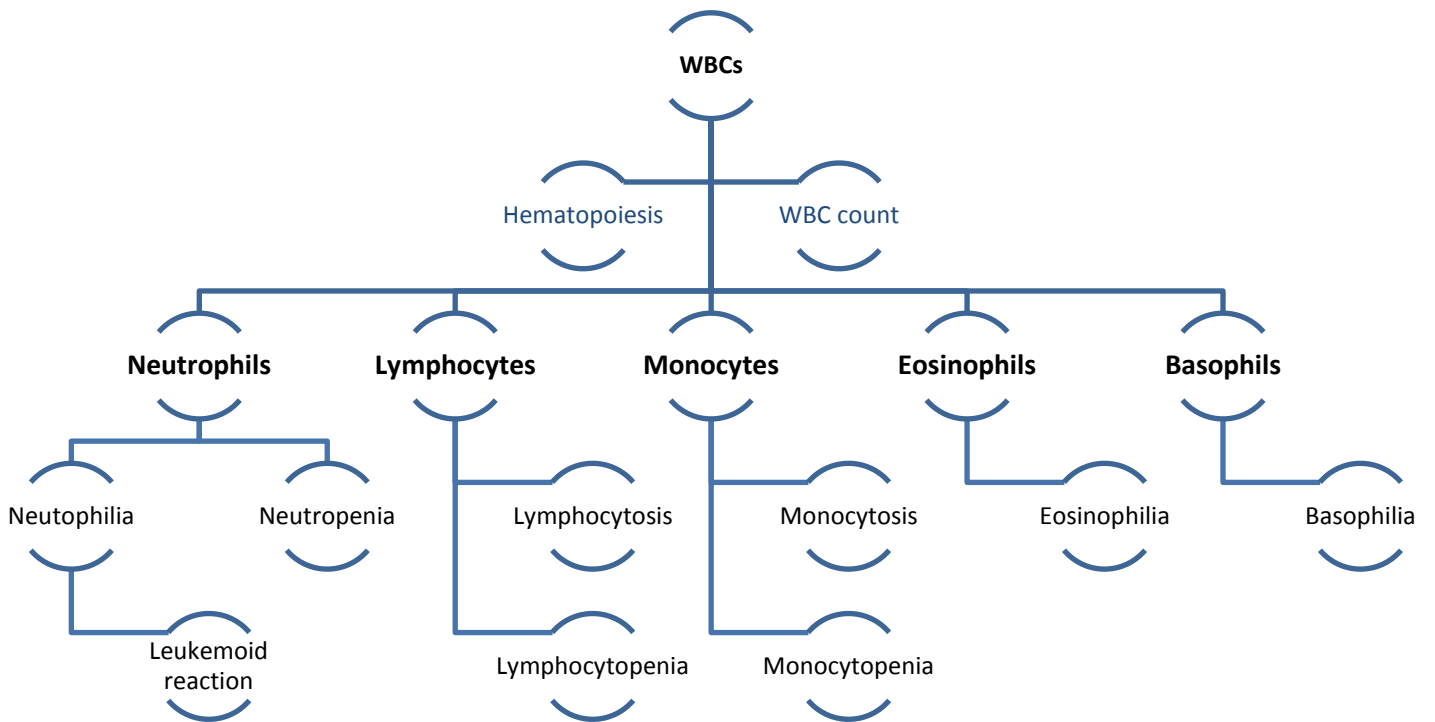 WBCs
Hematopoiesis
WBC count
Neutrophils
Lymphocytes
Monocytes
Eosinophils
Basophils
Neutophilia
Neutropenia
Lymphocytosis
Monocytosis
Eosinophilia
Basophilia
Leukemoid
reaction
Lymphocytopenia
Monocytopenia